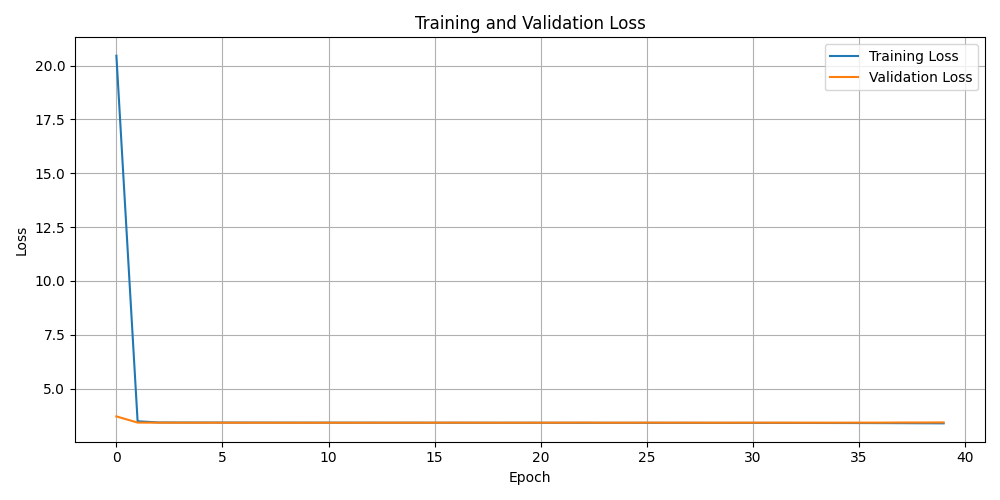 Training and Validation Loss
Training Loss
Validation Loss
Loss
20.0
17.5
15.0
12.5
10.0
7.5
5.0
0 5 10 15 20 25 30 35 40
Epoch